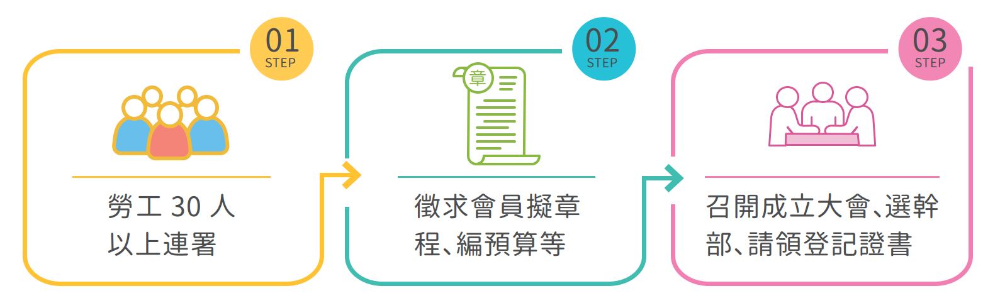 01
STEP
勞工 30 人
以上連署
02
STEP
章
徵求會員擬章
程、編預算等
03
STEP
召開成立大會、選幹
部、請領登記證書